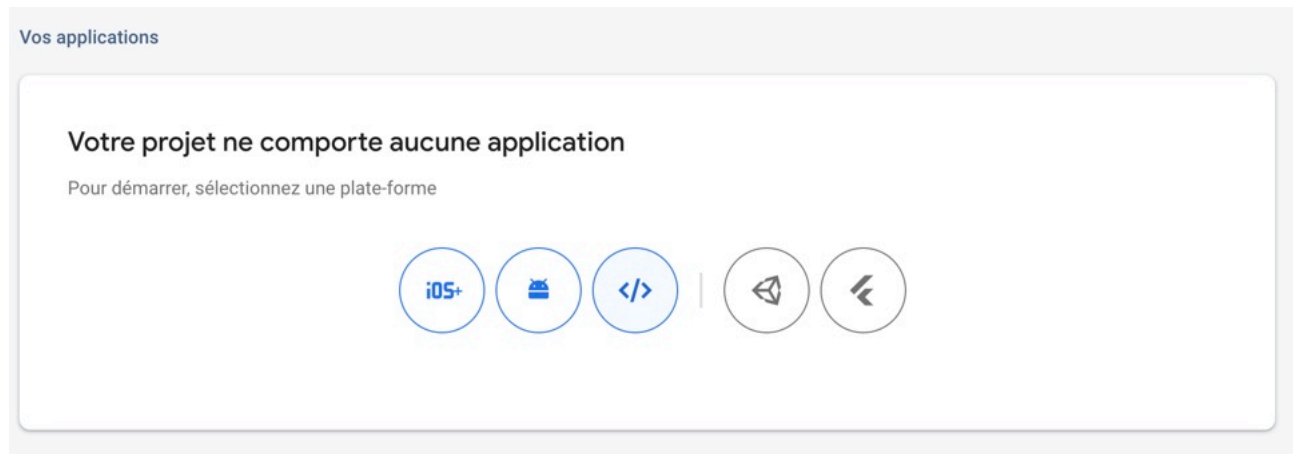 Vos applications
Votre projet ne comporte aucune application
Pour démarrer, sélectionnez une plate-forme
iOS+
</>